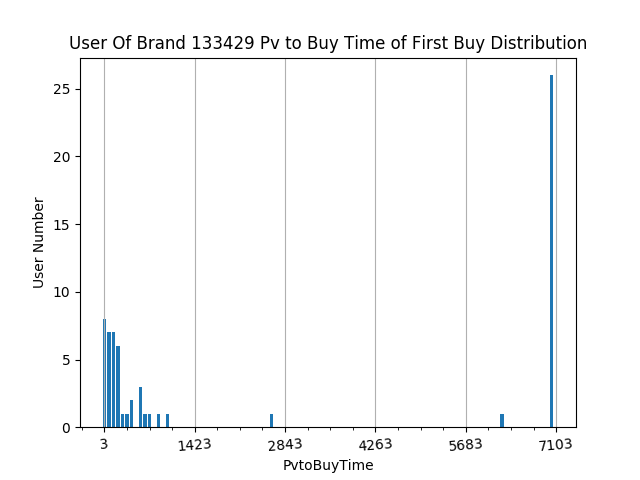 User Of Brand 133429 Pv to Buy Time of First Buy Distribution
25
20
15
10
5
0
User Number
3 1423 2843 4263 5683 7103
PvtoBuyTime